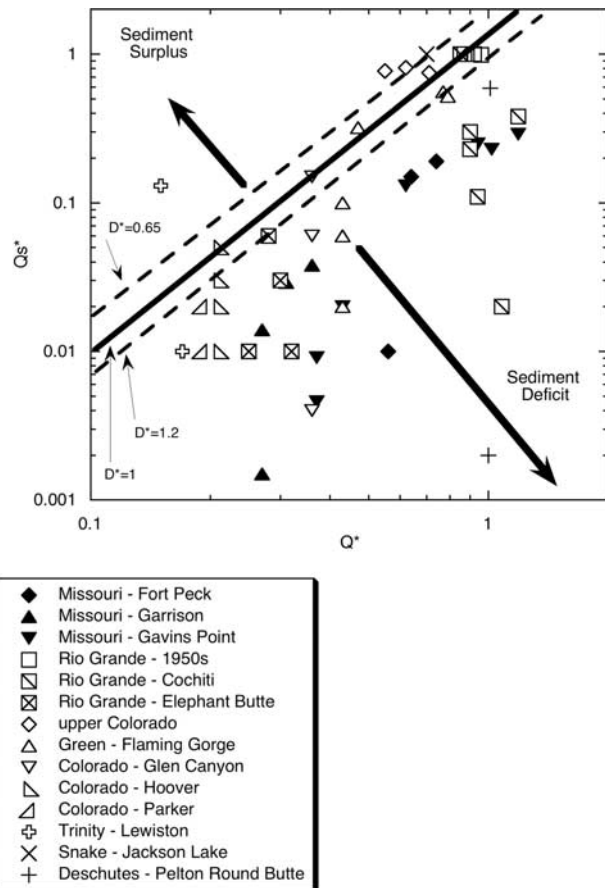 Sediment
Surplus
D*=0.65
D*=1.2
D*=1
Sediment
Deficit
1
0.1
0.01
0.001
Qs*
0.1
1
Q*
Missouri - Fort Peck
Missouri - Garrison
Missouri - Gavins Point
Rio Grande - 1950s
Rio Grande - Cochiti
Rio Grande - Elephant Butte
upper Colorado
Green - Flaming Gorge
Colorado - Glen Canyon
Colorado - Hoover
Colorado - Parker
Trinity - Lewiston
Snake - Jackson Lake
Deschutes - Pelton Round Butte